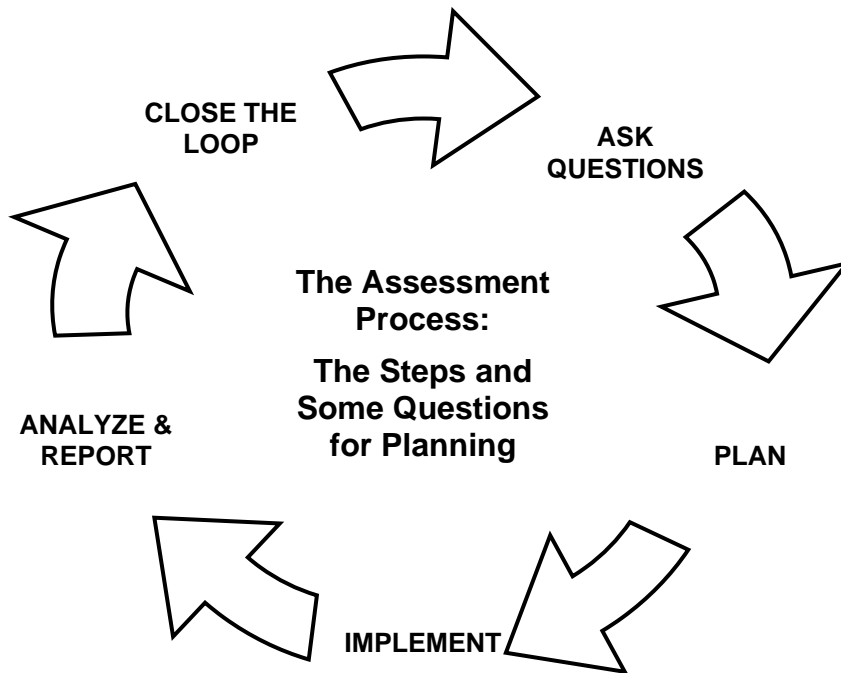 CLOSE THE
LOOP
ASK
QUESTIONS
The Assessment
Process:
The Steps and
Some Questions
for Planning
ANALYZE &
REPORT
PLAN
IMPLEMENT